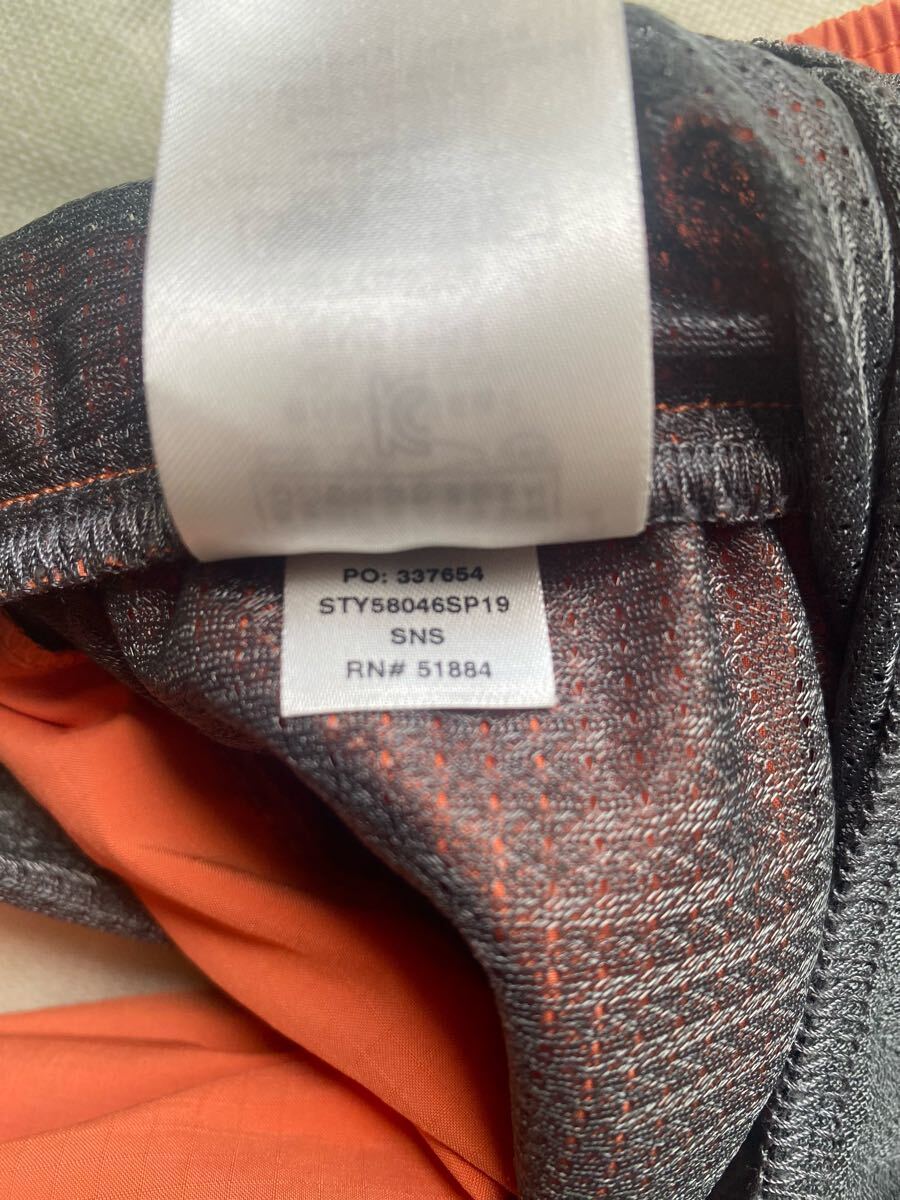 PO: 337654
STY58046SP19
SNS
RN# 51884